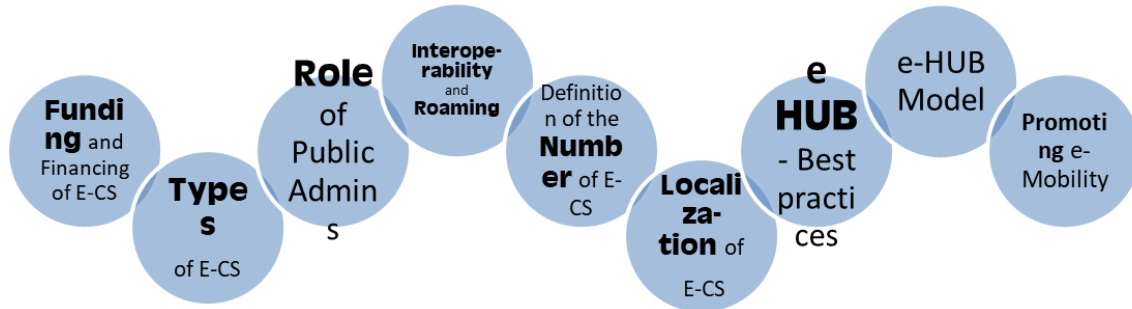 Fundi
ng and
Financing
of E-CS
Type
s
of E-CS
Role
of
Public
Admin
s
Interope-
rability
and
Roaming
Definitio
n of the
Numb
er of E-
CS
Locali
za-
tion of
E-CS
e
HUB
- Best
practi
ces
e-HUB
Model
Promoti
ng e-
Mobility